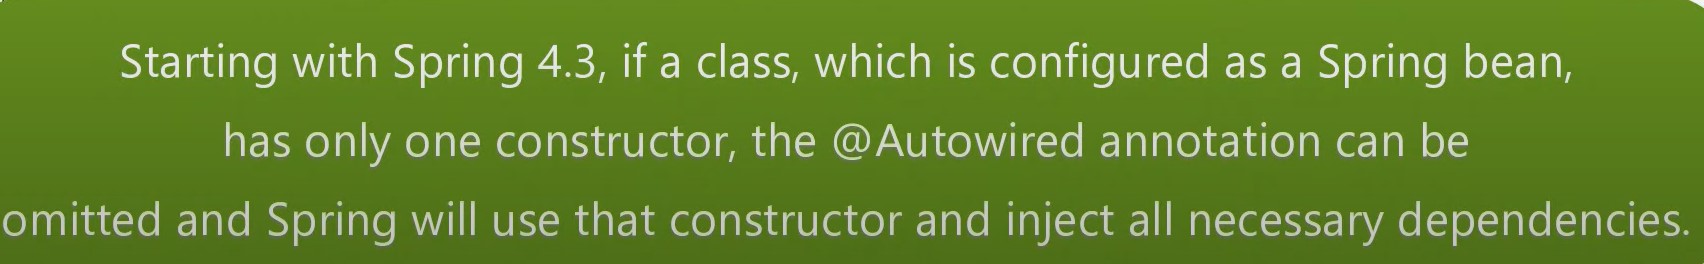 Starting with Spring 4.3, if a class, which is configured as a Spring bean,
has only one constructor, the @Autowired annotation can be
omitted and Spring will use that constructor and inject all necessary dependencies.